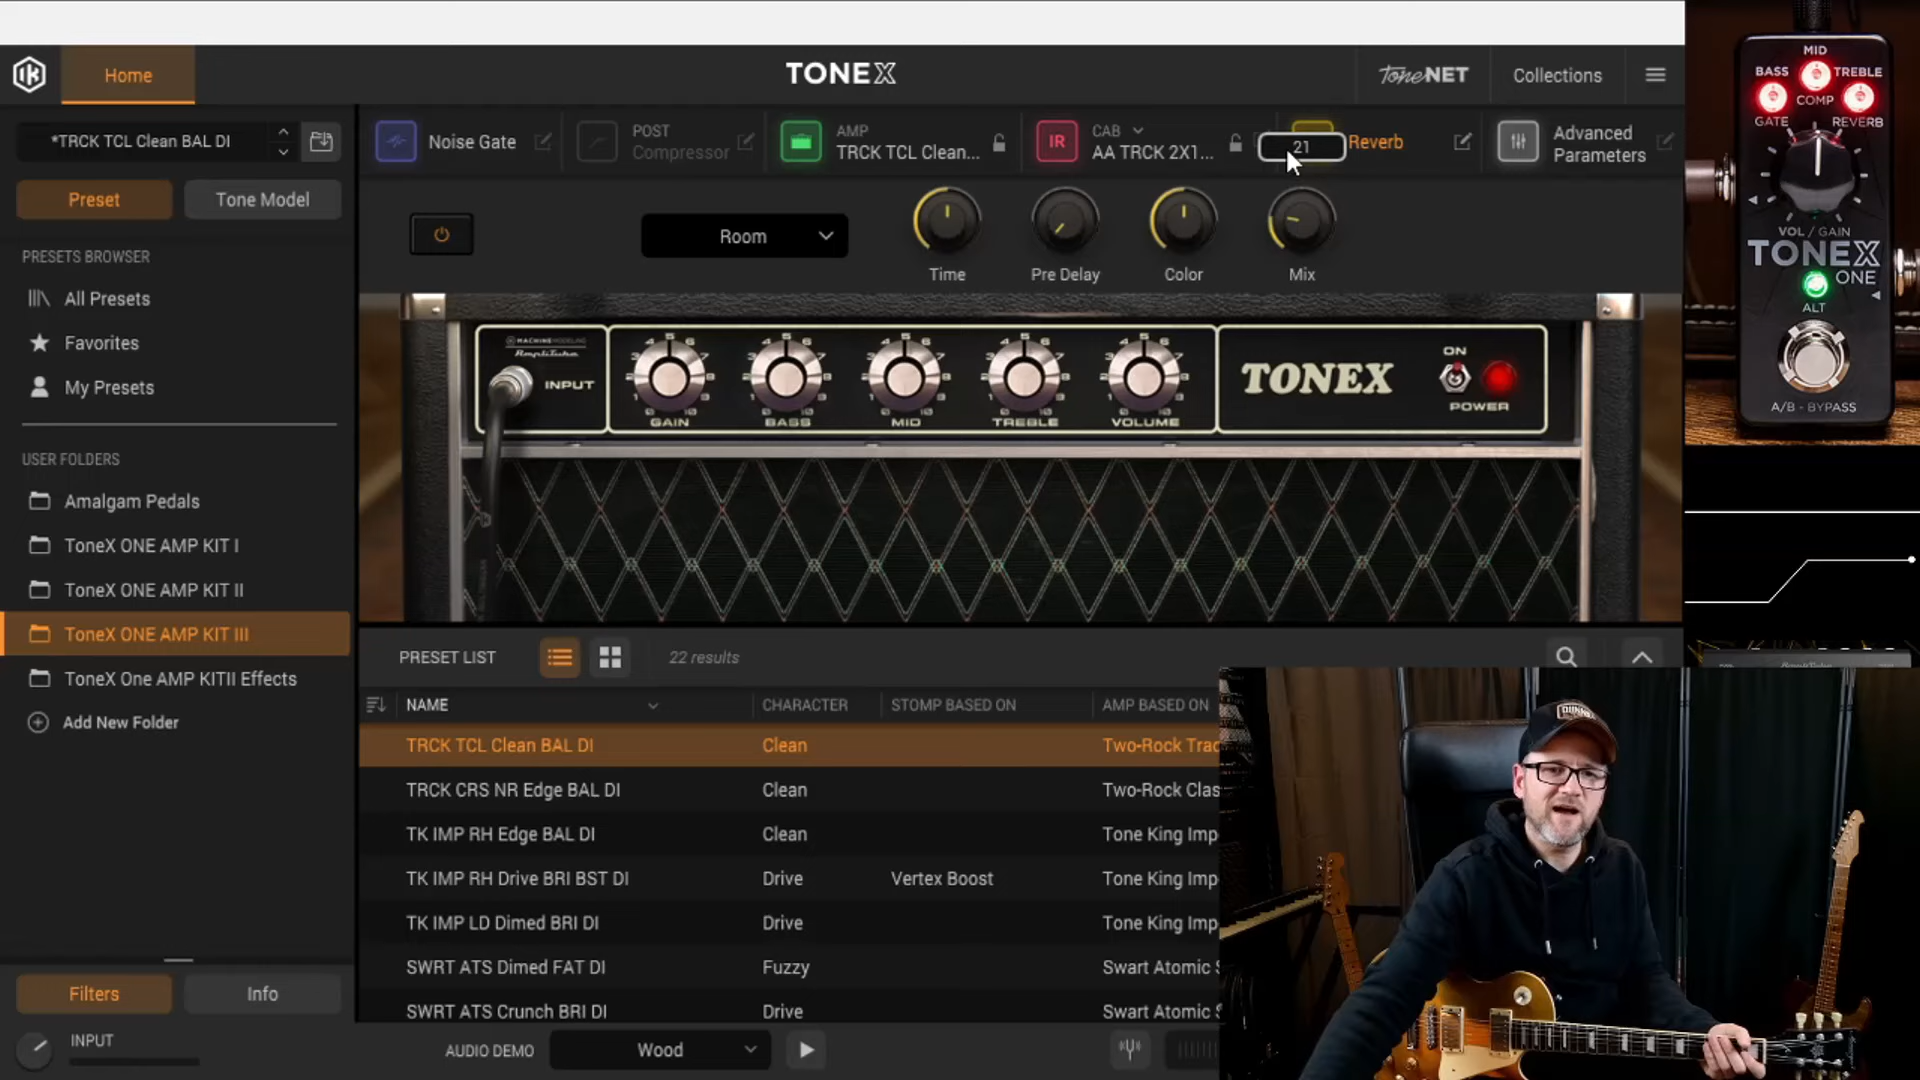 Home
TONEX
ToneNET
Collections
*TRCK TCL Clean BAL DI
Noise Gate
POST
Compressor
AMP
TRCK TCL Clean...
IR
CAB
AA TRCK 2X1...
21
Reverb
Advanced
Parameters
Preset
Tone Model
Room
Time
Pre Delay
Color
Mix
PRESETS BROWSER
All Presets
Favorites
My Presets
USER FOLDERS
Amalgam Pedals
ToneX ONE AMP KIT I
ToneX ONE AMP KIT II
ToneX ONE AMP KIT III
ToneX One AMP KITII Effects
Add New Folder
MACHINE MODELING
AmpliTube
INPUT
GAIN
BASS
MID
TREBLE
VOLUME
TONEX
ON
POWER
PRESET LIST
22 results
NAME
CHARACTER
STOMP BASED ON
AMP BASED ON
TRCK TCL Clean BAL DI
Clean
Two-Rock Trac
TRCK CRS NR Edge BAL DI
Clean
Two-Rock Clas
TK IMP RH Edge BAL DI
Clean
Tone King Imp
TK IMP RH Drive BRI BST DI
Drive
Vertex Boost
Tone King Imp
TK IMP LD Dimed BRI DI
Drive
Tone King Imp
SWRT ATS Dimed FAT DI
Fuzzy
Swart Atomic S
SWRT ATS Crunch BRI DI
Drive
Swart Atomic S
Filters
Info
INPUT
AUDIO DEMO
Wood
MID
BASS
TREBLE
COMP
GATE
REVERB
VOL / GAIN
TONEX
ONE
ALT
A/B - BYPASS